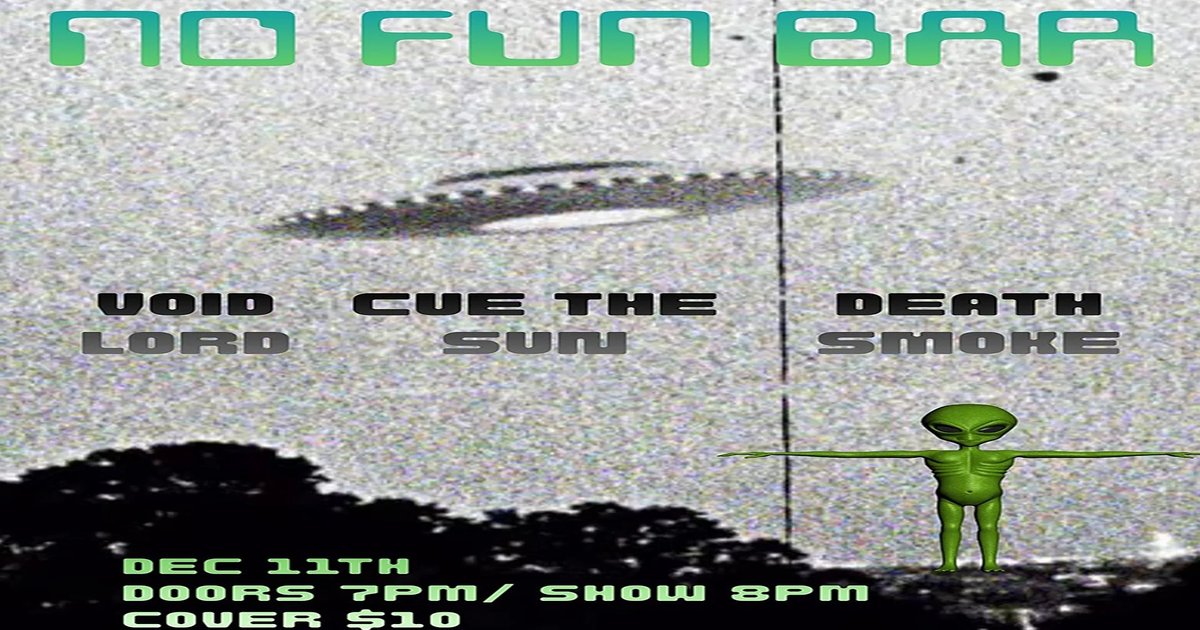 NO FUN BAR
VOID LORD
CUE THE SUN
DEATH SMOKE
DEC 11TH
DOORS 7PM/ SHOW 8PM
COVER $10